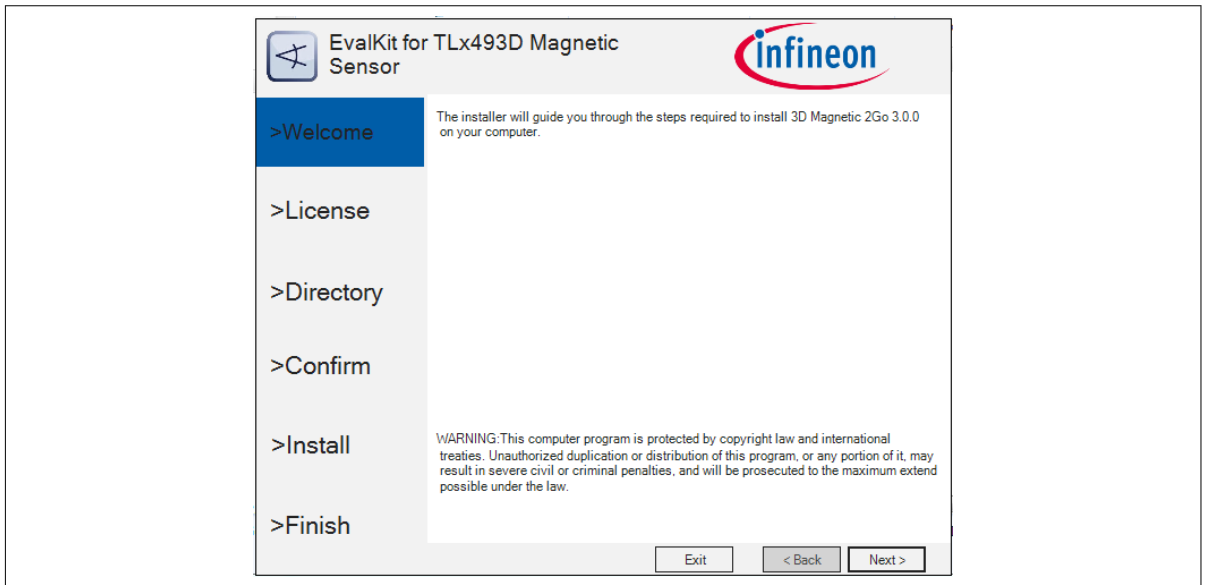 EvalKit for TLx493D Magnetic
Sensor
infineon
>Welcome
The installer will guide you through the steps required to install 3D Magnetic 2Go 3.0.0
on your computer.
>License
>Directory
>Confirm
>Install
WARNING:This computer program is protected by copyright law and international
treaties. Unauthorized duplication or distribution of this program, or any portion of it, may
result in severe civil or criminal penalties, and will be prosecuted to the maximum extend
possible under the law.
>Finish
Exit
< Back
Next >